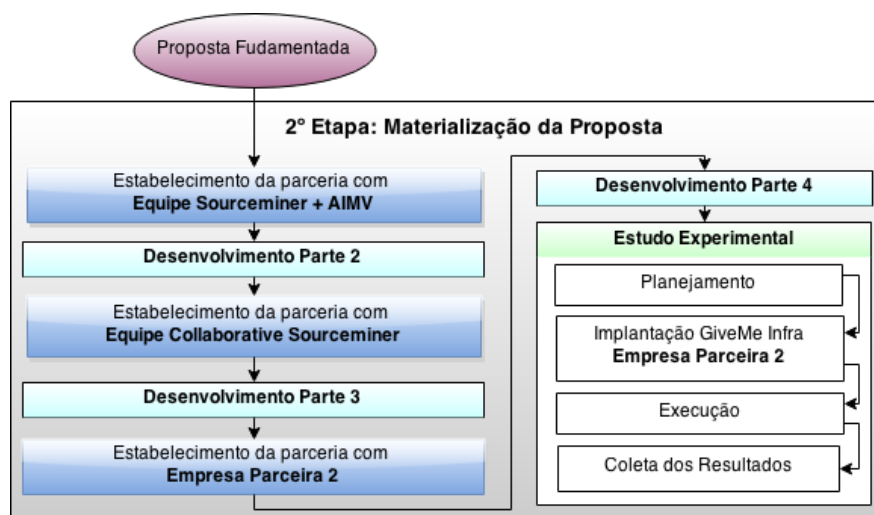 Proposta Fudamentada
2° Etapa: Materialização da Proposta
Estabelecimento da parceria com
Equipe Sourceminer + AIMV
Desenvolvimento Parte 2
Estabelecimento da parceria com
Equipe Collaborative Sourceminer
Desenvolvimento Parte 3
Estabelecimento da parceria com
Empresa Parceira 2
Desenvolvimento Parte 4
Estudo Experimental
Planejamento
Implantação GiveMe Infra
Empresa Parceira 2
Execução
Coleta dos Resultados